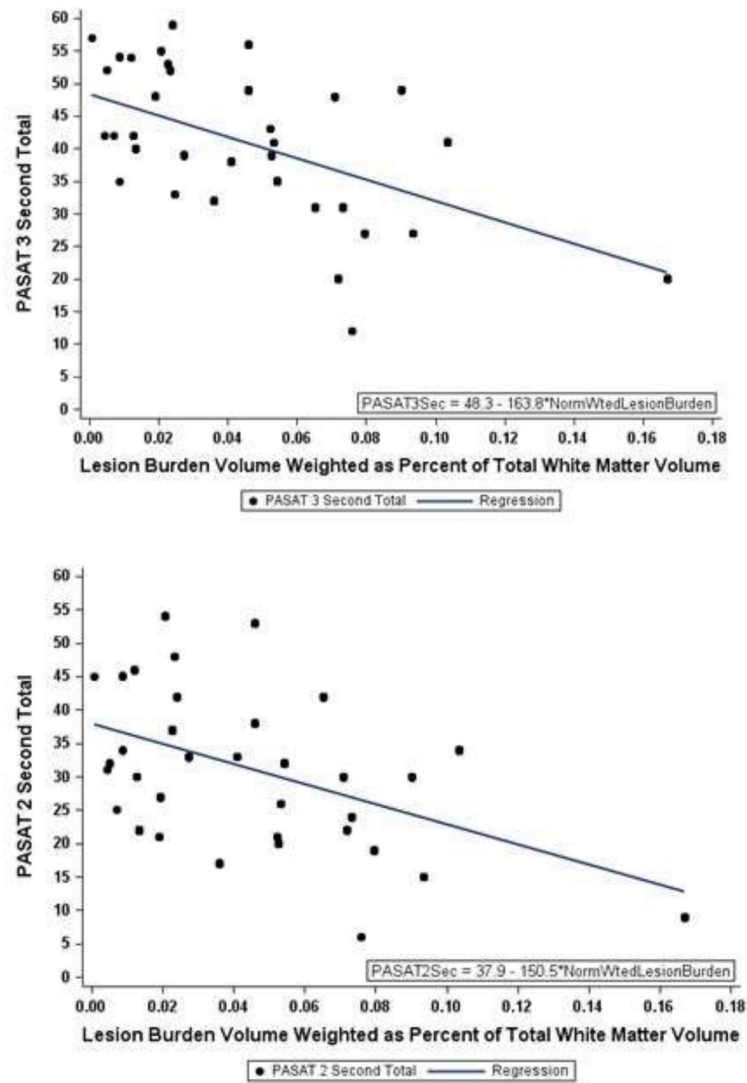 60
55
50
45
40
35
30
25
20
15
10
5
0
PASAT 3 Second Total
PASAT3Sec = 48.3 - 163.8*NormWtedLesionBurden
0.00 0.02 0.04 0.06 0.08 0.10 0.12 0.14 0.16 0.18
Lesion Burden Volume Weighted as Percent of Total White Matter Volume
PASAT 3 Second Total Regression
60
55
50
45
40
35
30
25
20
15
10
5
0
PASAT 2 Second Total
PASAT2Sec = 37.9 - 150.5*NormWtedLesionBurden
0.00 0.02 0.04 0.06 0.08 0.10 0.12 0.14 0.16 0.18
Lesion Burden Volume Weighted as Percent of Total White Matter Volume
PASAT 2 Second Total Regression